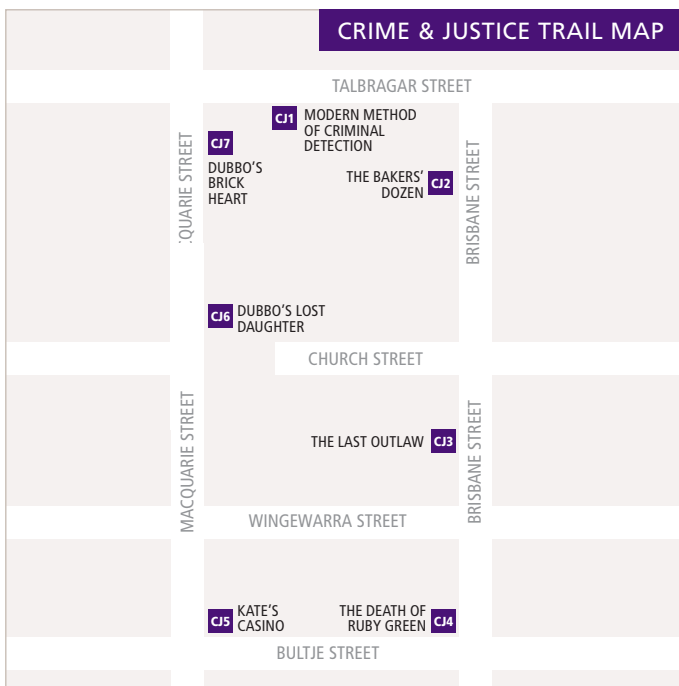 CRIME & JUSTICE TRAIL MAP
TALBRAGAR STREET
CJ1
MODERN METHOD
OF CRIMINAL
DETECTION
CJ7
DUBBO'S
BRICK
HEART
THE BAKERS'
DOZEN
CJ2
QUARIE STREET
BRISBANE STREET
CJ6
DUBBO'S LOST
DAUGHTER
CHURCH STREET
MACQUARIE STREET
THE LAST OUTLAW
CJ3
BRISBANE STREET
WINGEWARRA STREET
CJ5
KATE'S
CASINO
THE DEATH OF
RUBY GREEN
CJ4
BULTJE STREET